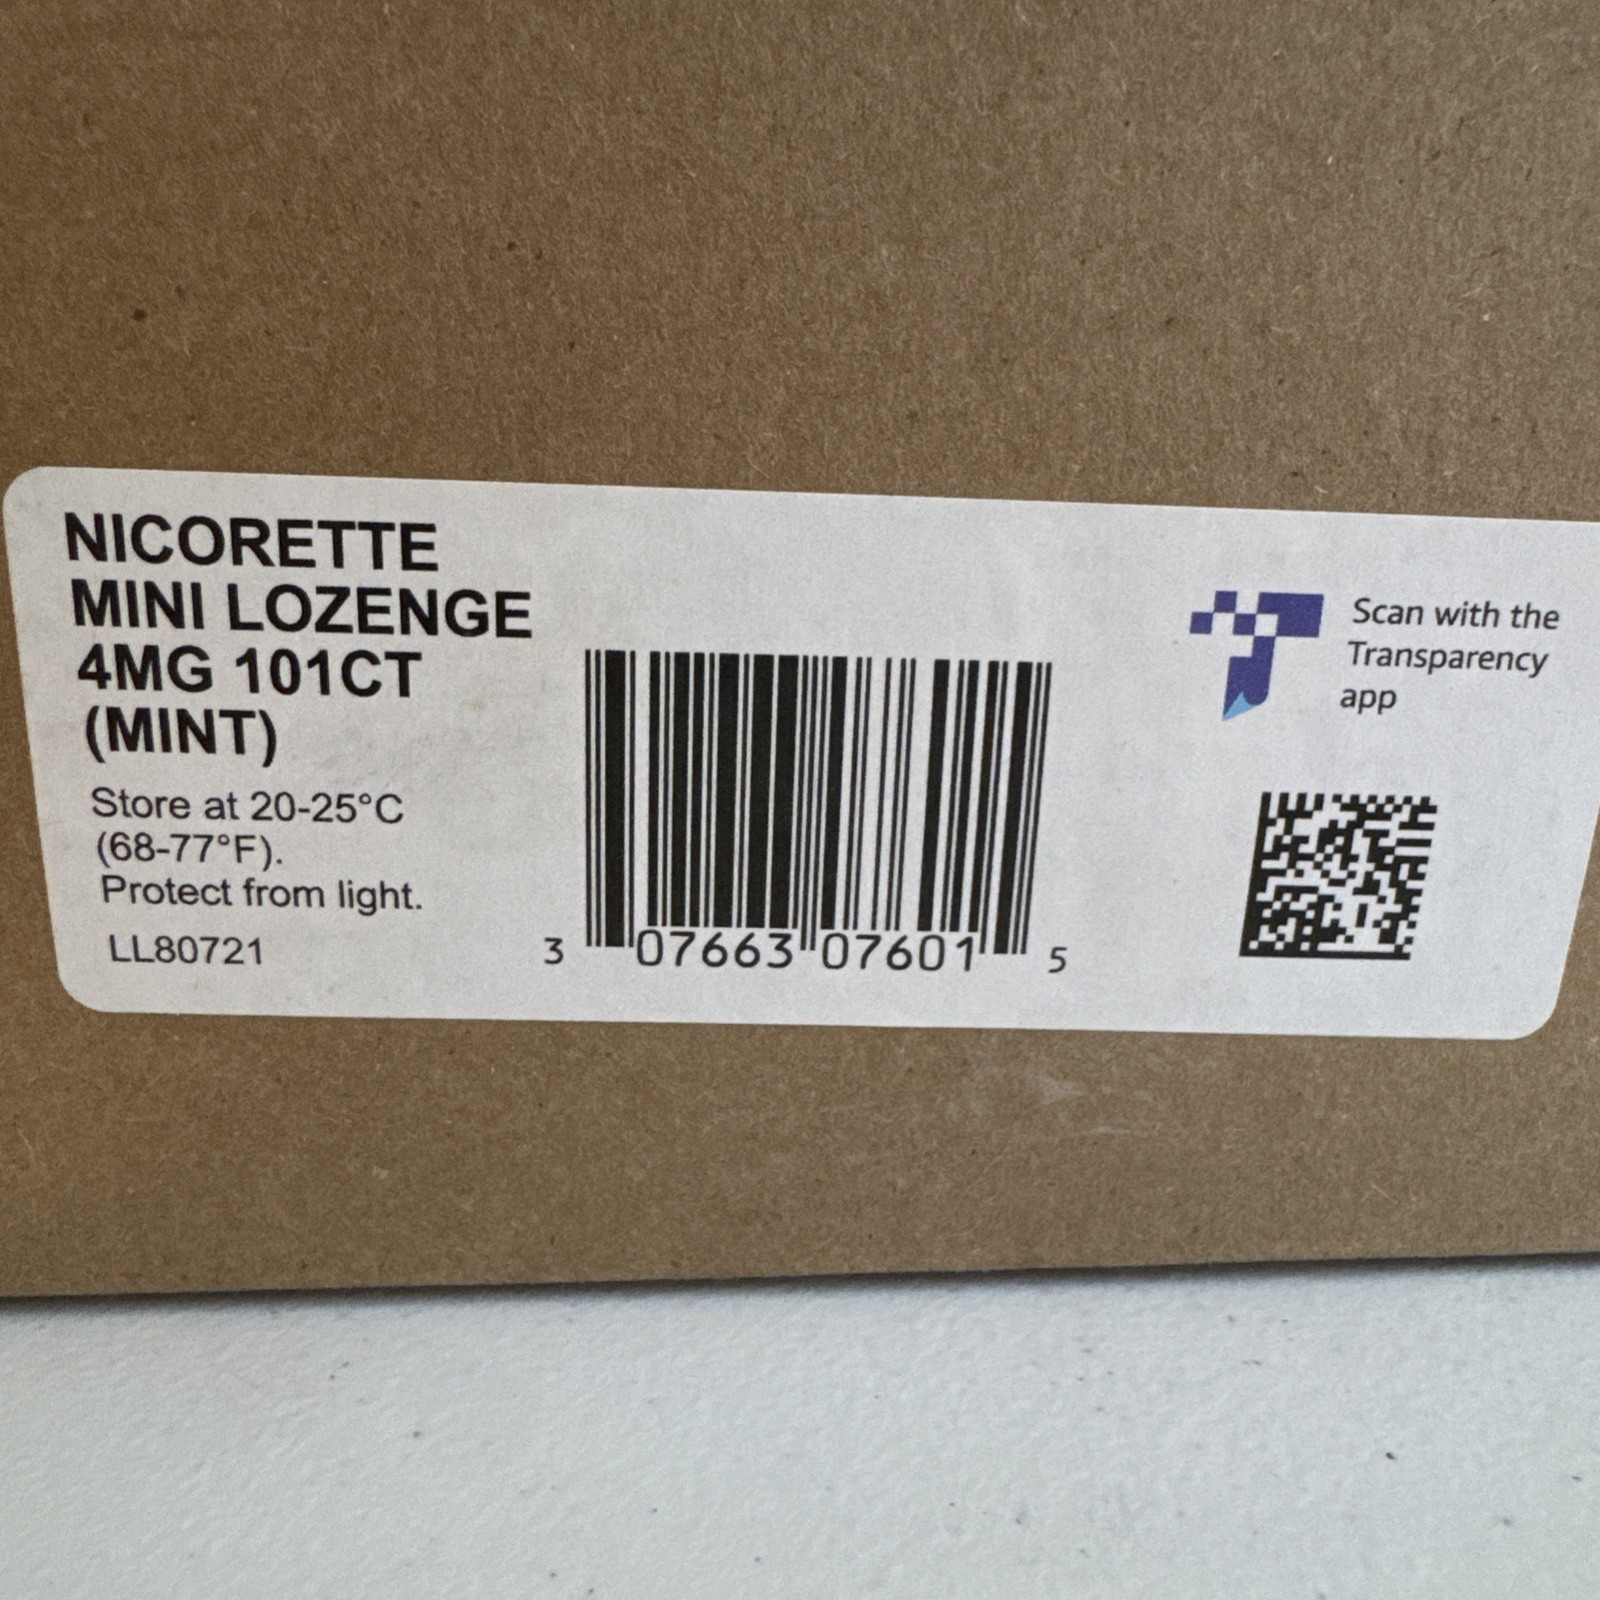 NICORETTE
MINI LOZENGE
4MG 101CT
(MINT)
Store at 20-25°C
(68-77°F).
Protect from light.
LL80721
3 07663 07601 5
Scan with the
Transparency
app